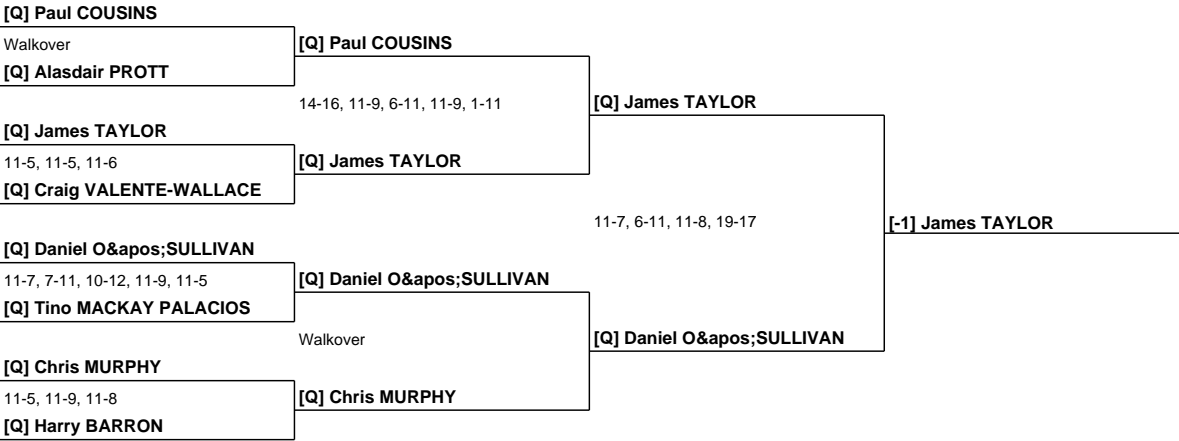 [Q] Paul COUSINS
Walkover
[Q] Alasdair PROTT
[Q] James TAYLOR
11-5, 11-5, 11-6
[Q] Craig VALENTE-WALLACE
[Q] Daniel O&apos;SULLIVAN
11-7, 7-11, 10-12, 11-9, 11-5
[Q] Tino MACKAY PALACIOS
[Q] Chris MURPHY
11-5, 11-9, 11-8
[Q] Harry BARRON
[Q] Paul COUSINS
14-16, 11-9, 6-11, 11-9, 1-11
[Q] James TAYLOR
[Q] Daniel O&apos;SULLIVAN
Walkover
[Q] Chris MURPHY
[Q] James TAYLOR
11-7, 6-11, 11-8, 19-17
[Q] Daniel O&apos;SULLIVAN
[-1] James TAYLOR